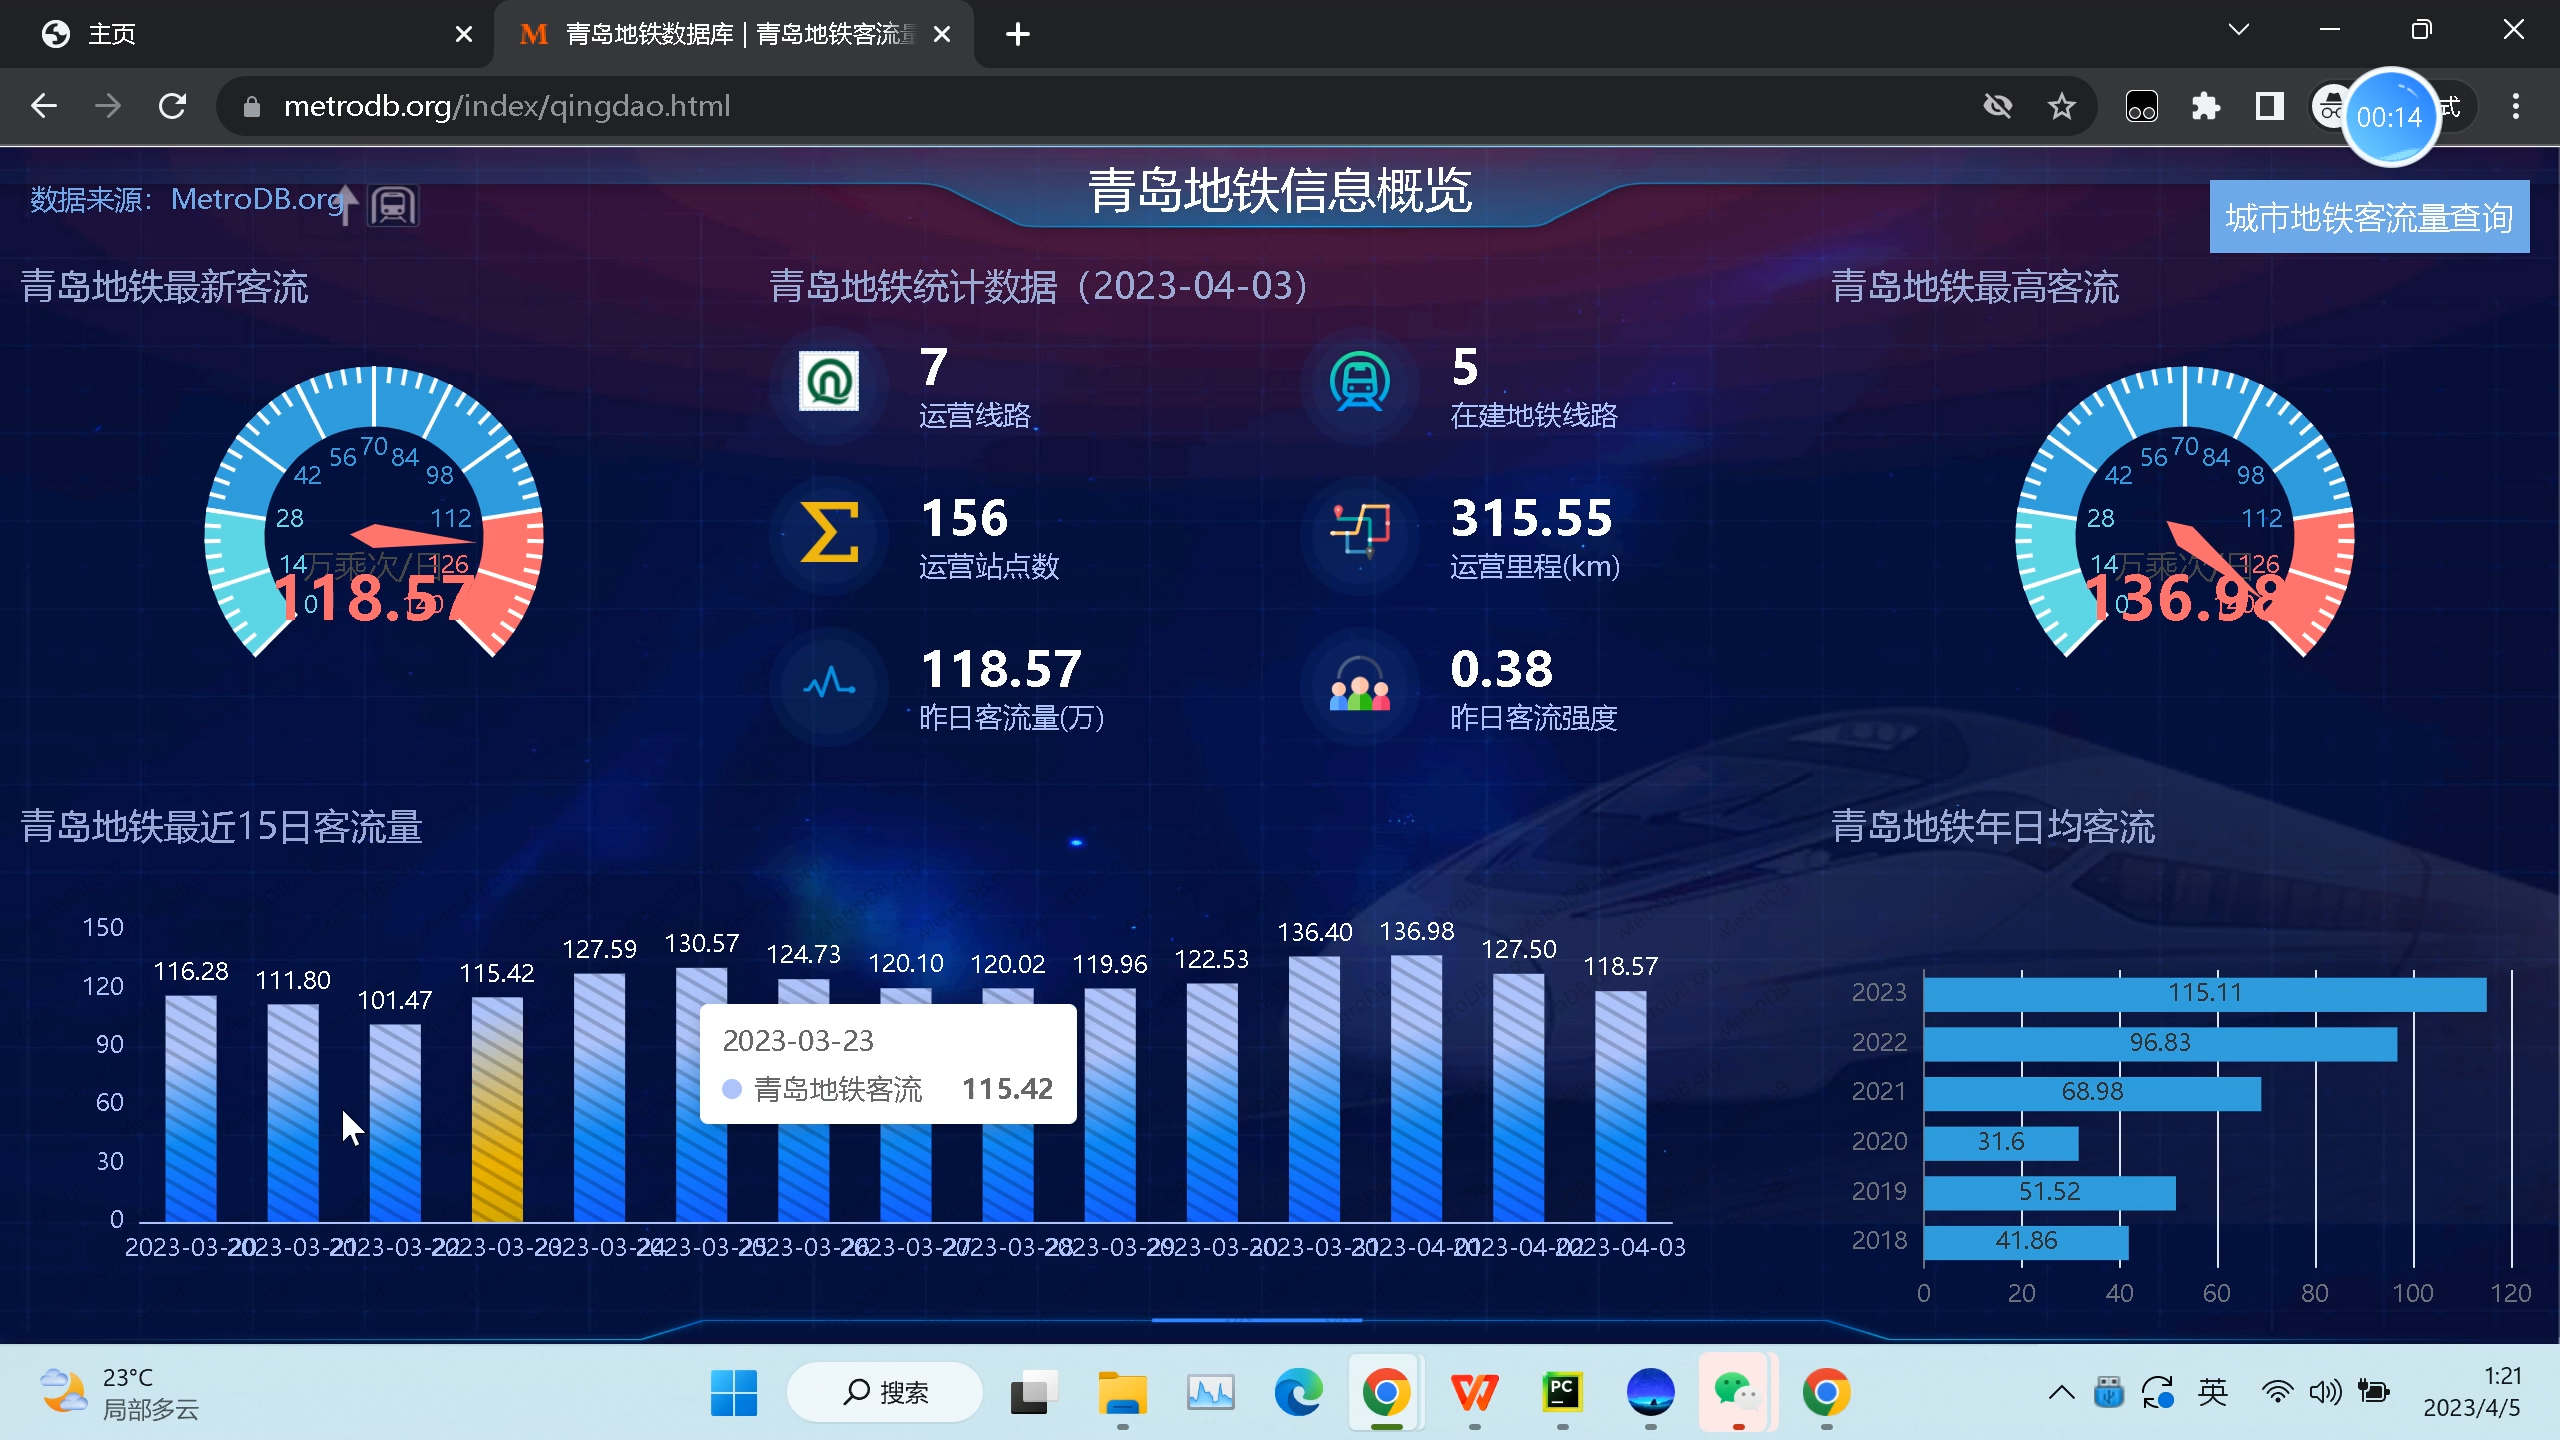 主页
青岛地铁数据库 | 青岛地铁客流量
metrodb.org/index/qingdao.html
式
00:14
数据来源：MetroDB.org
青岛地铁信息概览
城市地铁客流量查询
青岛地铁最新客流
0
14
28
42
56
70
84
98
112
126
140
万乘次/日
118.57
青岛地铁统计数据（2023-04-03）
7
运营线路
5
在建地铁线路
156
运营站点数
315.55
运营里程(km)
118.57
昨日客流量(万)
0.38
昨日客流强度
青岛地铁最高客流
0
14
28
42
56
70
84
98
112
126
140
万乘次/日
136.98
青岛地铁最近15日客流量
150
120
90
60
30
0
116.28
111.80
101.47
115.42
127.59
130.57
124.73
120.10
120.02
119.96
122.53
136.40
136.98
127.50
118.57
2023-03-23
青岛地铁客流 115.42
2023-03-20
2023-03-21
2023-03-22
2023-03-23
2023-03-24
2023-03-25
2023-03-26
2023-03-27
2023-03-28
2023-03-29
2023-03-30
2023-03-31
2023-04-01
2023-04-02
2023-04-03
青岛地铁年日均客流
2023 115.11
2022 96.83
2021 68.98
2020 31.6
2019 51.52
2018 41.86
0 20 40 60 80 100 120
23°C
局部多云
搜索
PC
英
1:21
2023/4/5